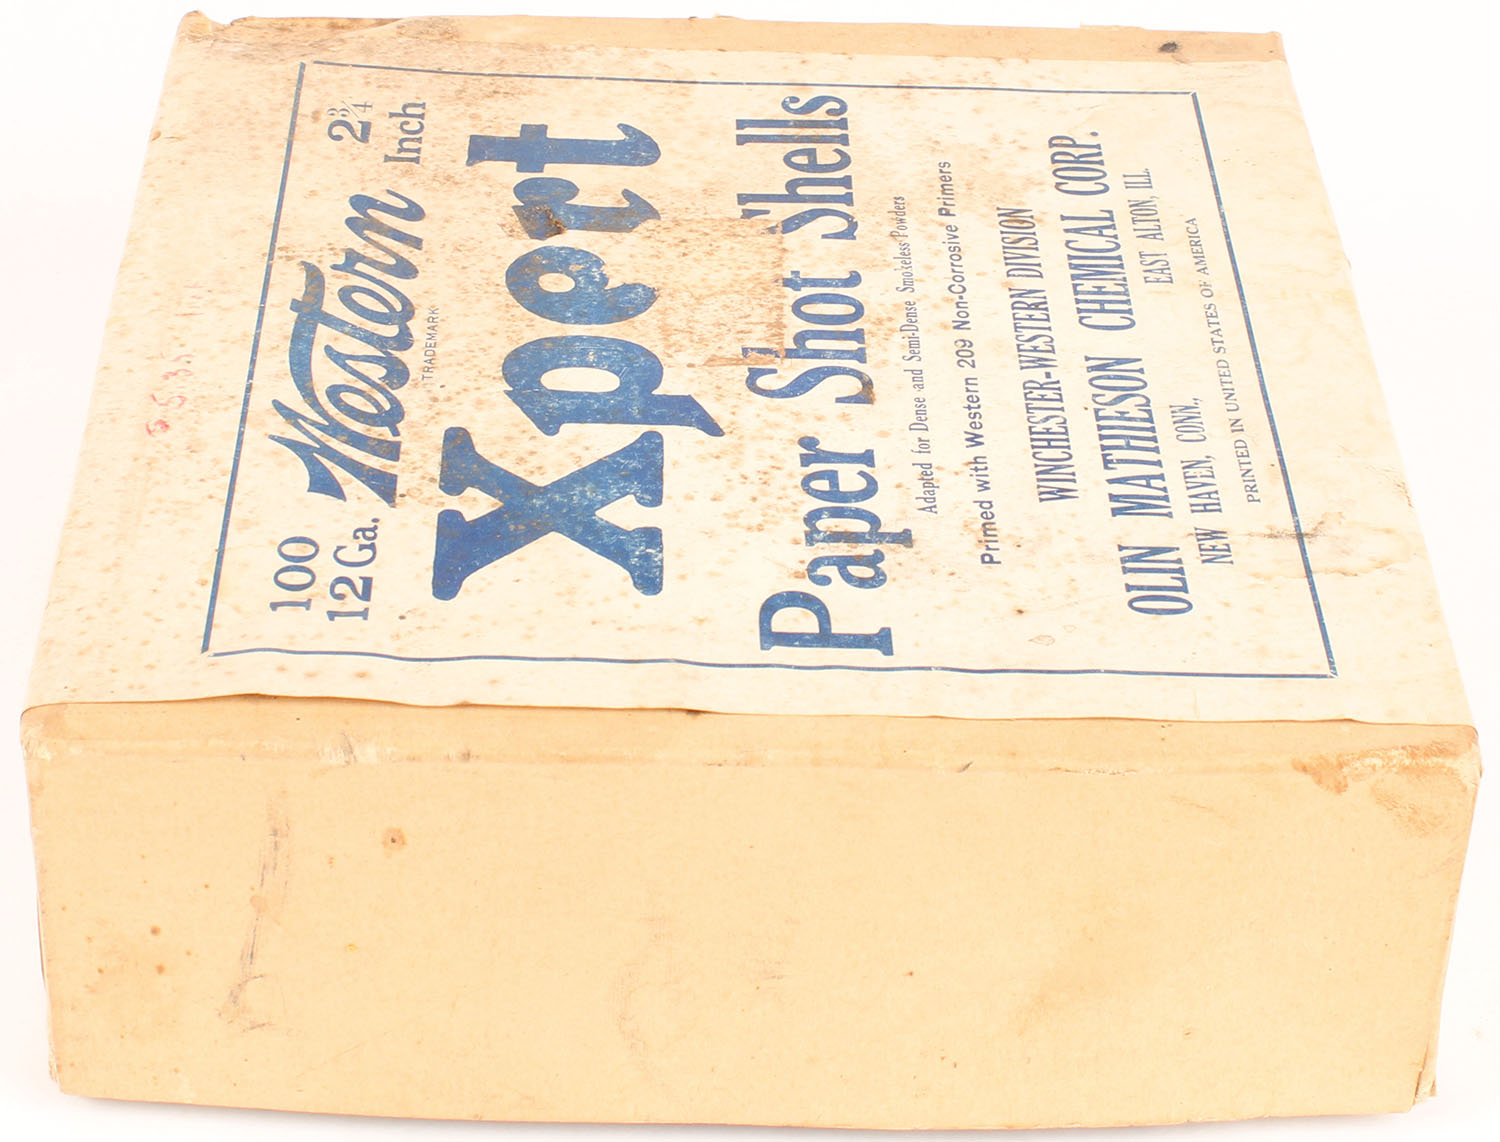 100
12 Ga.
Western
TRADEMARK
2 3/4
Inch
Xpert
Paper Shot Shells
Adapted for Dense and Semi-Dense Smokeless Powders
Primed with Western 209 Non-Corrosive Primers
WINCHESTER-WESTERN DIVISION
OLIN MATHIESON CHEMICAL CORP.
NEW HAVEN, CONN., EAST ALTON, ILL.
PRINTED IN UNITED STATES OF AMERICA